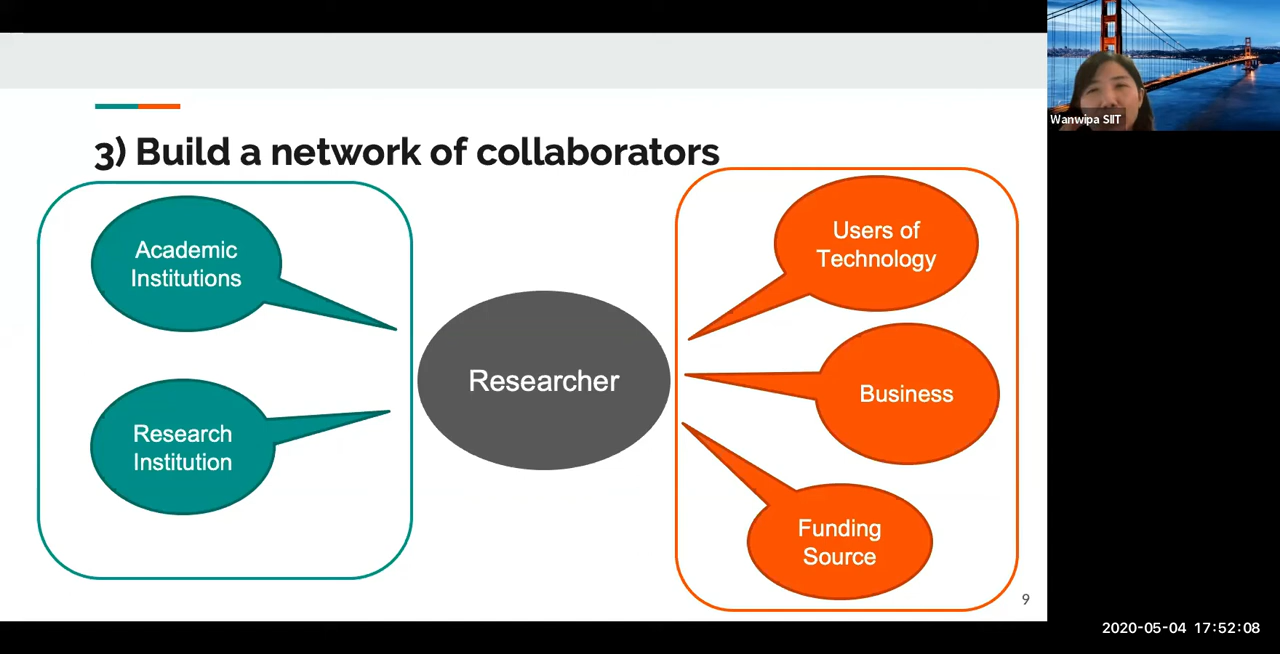 Wanwipa SIIT
3) Build a network of collaborators
Academic
Institutions
Research
Institution
Researcher
Users of
Technology
Business
Funding
Source
9
2020-05-04 17:52:08